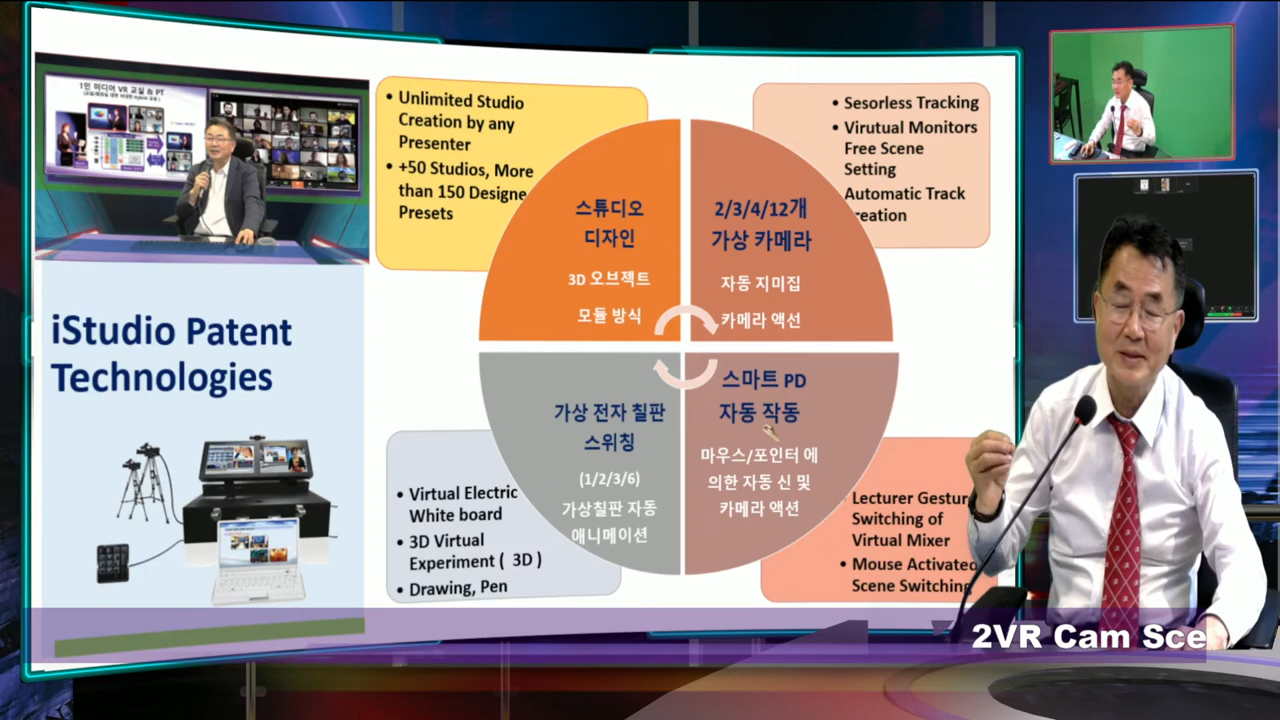 1인 미디어 VR 교실 & PT
iStudio Patent
Technologies
• Unlimited Studio
Creation by any
Presenter
• +50 Studios, More
than 150 Designe
Presets
• Sesorless Tracking
• Virutual Monitors
Free Scene
Setting
Automatic Track
reation
스튜디오
디자인
3D 오브젝트
모듈 방식
2/3/4/12개
가상 카메라
자동 지미집
카메라 액션
가상 전자 칠판
스위칭
(1/2/3/6)
가상칠판 자동
애니메이션
스마트 PD
자동 작동
마우스/포인터 에
의한 자동 신 및
카메라 액션
• Virtual Electric
White board
• 3D Virtual
Experiment ( 3D )
• Drawing, Pen
Lecturer Gestur
Switching of
Virtual Mixer
• Mouse Activated
Scene Switching
2VR Cam Sce